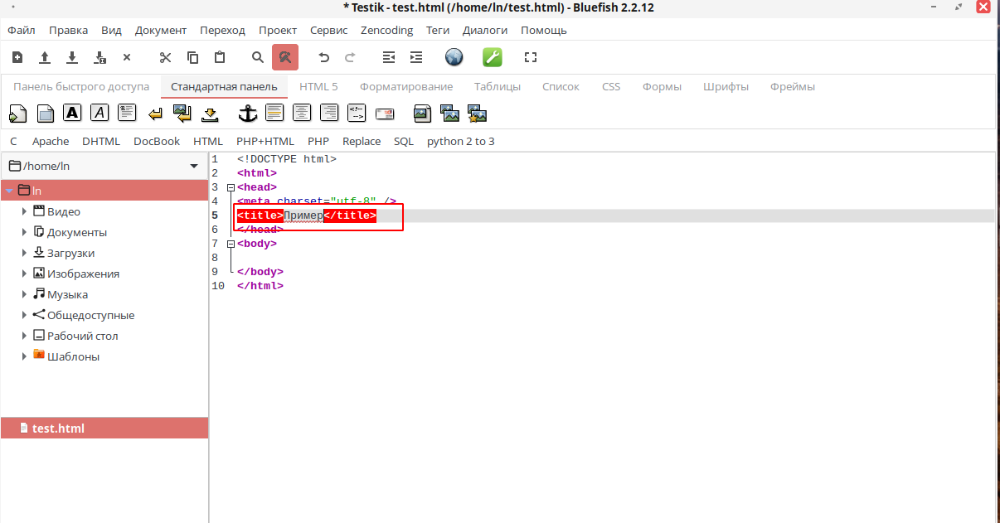 * Testik - test.html (/home/ln/test.html) - Bluefish 2.2.12
Файл Правка Вид Документ Переход Проект Сервис Zencoding Теги Диалоги Помощь
Панель быстрого доступа Стандартная панель HTML 5 Форматирование Таблицы Список CSS Формы Шрифты Фреймы
C Apache DHTML DocBook HTML PHP+HTML PHP Replace SQL python 2 to 3
/home/ln
ln
Видео
Документы
Загрузки
Изображения
Музыка
Общедоступные
Рабочий стол
Шаблоны
test.html
1 <!DOCTYPE html>
2 <html>
3 <head>
4 <meta charset="utf-8" />
5 <title>Пример</title>
6 </head>
7 <body>
8
9 </body>
10 </html>